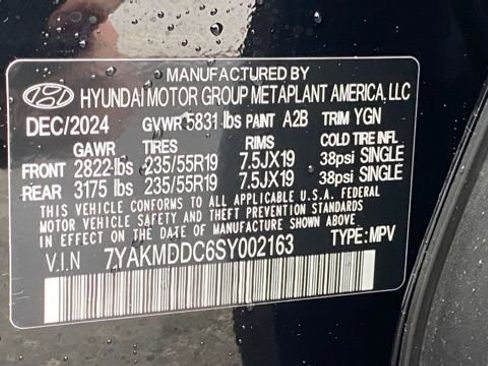 MANUFACTURED BY
HYUNDAI MOTOR GROUP METAPLANT AMERICA, LLC
DEC/2024 GVWR 5831 lbs PAINT A2B TRIM YGN
GAWR TIRES RIMS COLD TIRE INFL
FRONT 2822 lbs 235/55R19 7.5JX19 38psi SINGLE
REAR 3175 lbs 235/55R19 7.5JX19 38psi SINGLE
THIS VEHICLE CONFORMS TO ALL APPLICABLE U.S.A. FEDERAL
MOTOR VEHICLE SAFETY AND THEFT PREVENTION STANDARDS
IN EFFECT ON THE DATE OF MANUFACTURE SHOWN ABOVE.
V.I.N 7YAKMDDC6SY002163 TYPE: MPV